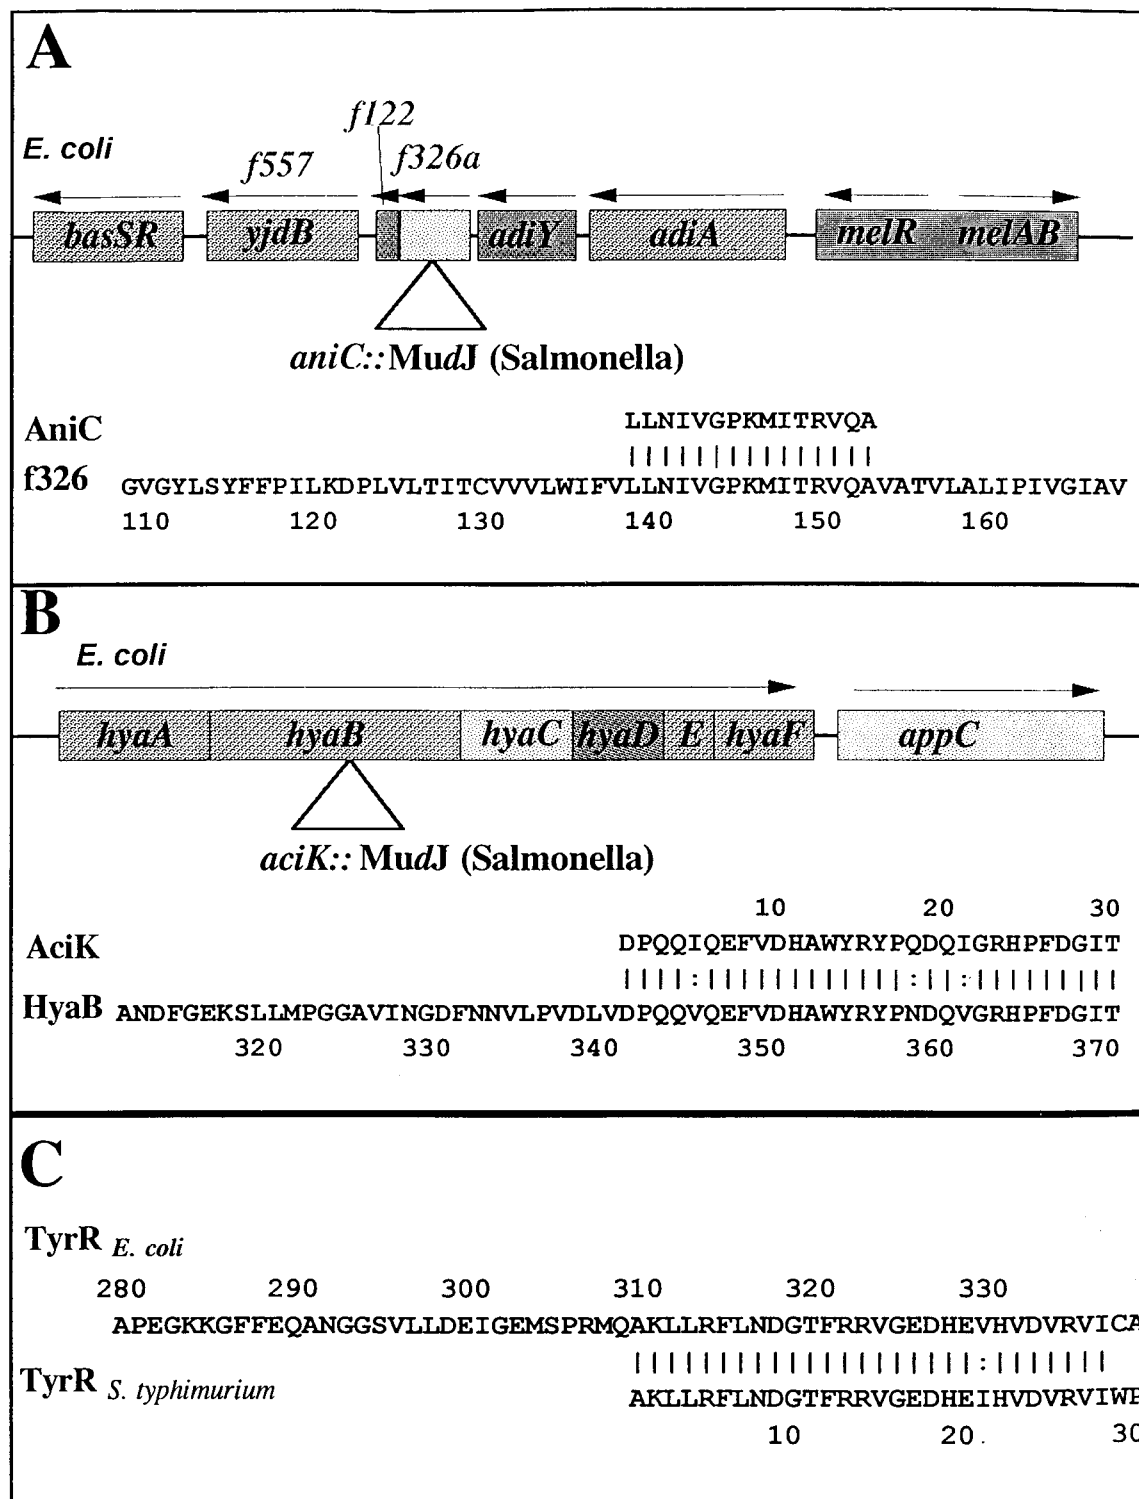 A
f122
E. coli
f557
f326a
basSR
yjdB
adiY
adiA
melR
melAB
aniC::MudJ (Salmonella)
AniC
LLNIVGPKMITRVQA
f326
GVGYLSYFFPILKDPLVLTITCVVVLWIFVLLNIVGPKMITRVQAVATVLALIPIVGIAV
110 120 130 140 150 160
B
E. coli
hyaA
hyaB
hyaC
hyaD
E
hyaF
appC
aciK:: MudJ (Salmonella)
10 20 30
AciK
DPQQIQEFVDHAWYRYPQDQIGRHPFDGIT
HyaB
ANDFGEKSLLMPGGAVINGDFNNVLPVDLVDPQQVQEFVDHAWYRYPNDQVGRHPFDGIT
320 330 340 350 360 370
C
TyrR E. coli
280 290 300 310 320 330
APEGKKGFFEQANGGSVLLDEIGEMSPRMQAKLLRFLNDGTFRRVGEDHEVHVDVRVICA
TyrR S. typhimurium
AKLLRFLNDGTFRRVGEDHEIHVDVRVIWP
10 20 30